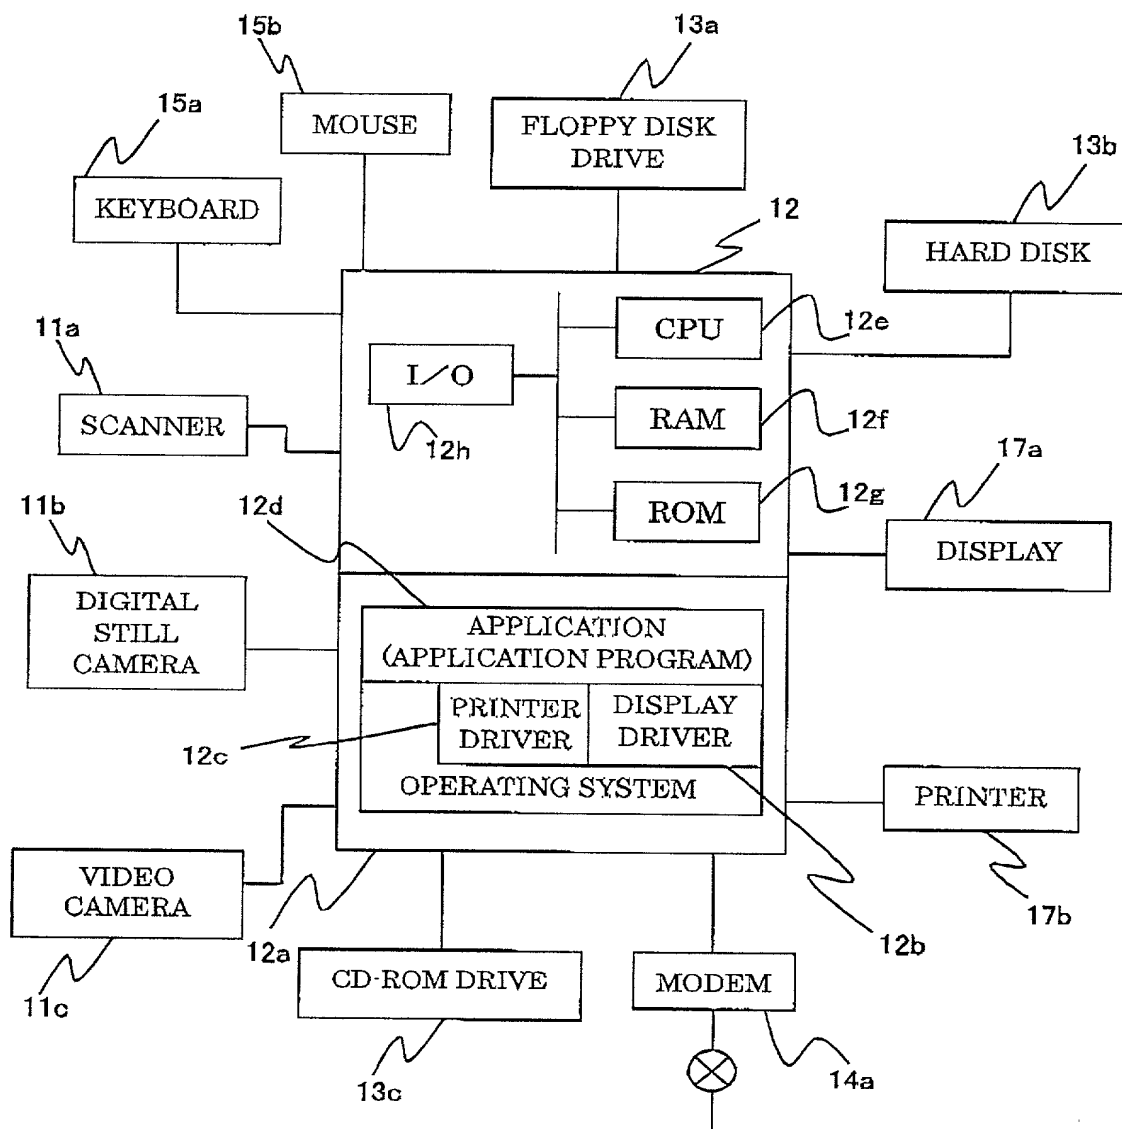 15b
13a
15a
MOUSE
FLOPPY DISK
DRIVE
13b
KEYBOARD
12
HARD DISK
11a
CPU
12e
I/O
SCANNER
RAM
12f
12h
17a
11b
12d
ROM
12g
DISPLAY
DIGITAL
STILL
CAMERA
APPLICATION
(APPLICATION PROGRAM)
PRINTER
DRIVER
DISPLAY
DRIVER
12c
OPERATING SYSTEM
PRINTER
VIDEO
CAMERA
17b
12a
12b
CD-ROM DRIVE
MODEM
11c
13c
14a